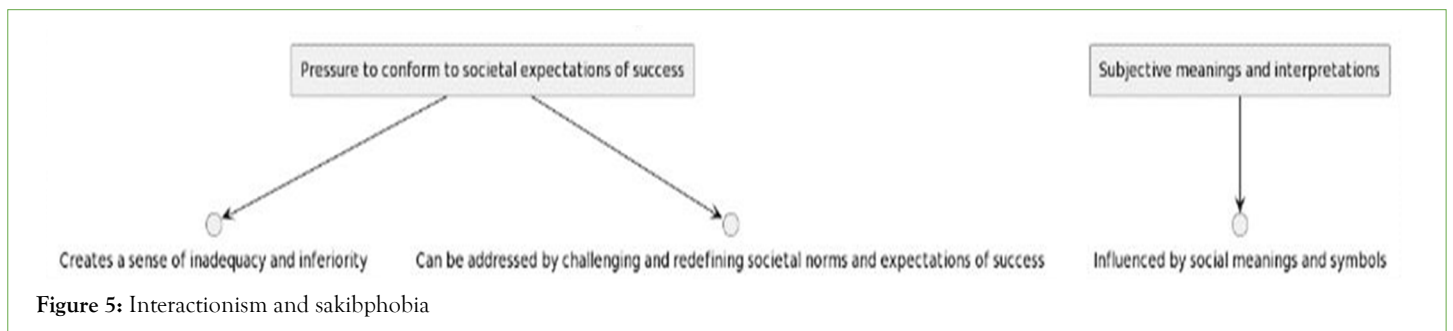 Pressure to conform to societal expectations of success
Subjective meanings and interpretations
Creates a sense of inadequacy and inferiority
Can be addressed by challenging and redefining societal norms and expectations of success
Influenced by social meanings and symbols
Figure 5: Interactionism and sakibphobia